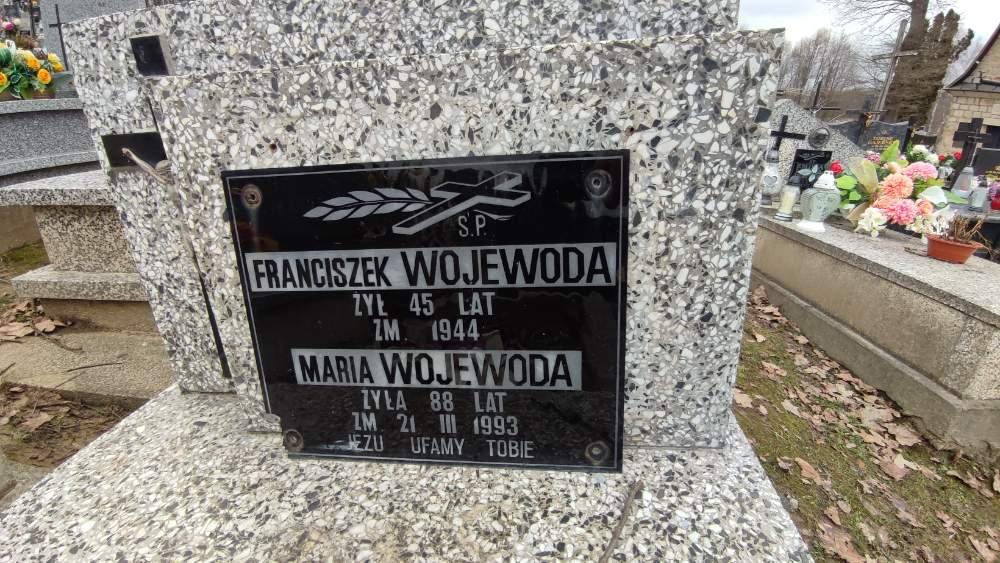 Ś.P.
FRANCISZEK WOJEWODA
ŻYŁ 45 LAT
ZM 1944
MARIA WOJEWODA
ŻYŁA 88 LAT
ZM 21 III 1993
JEZU UFAMY TOBIE